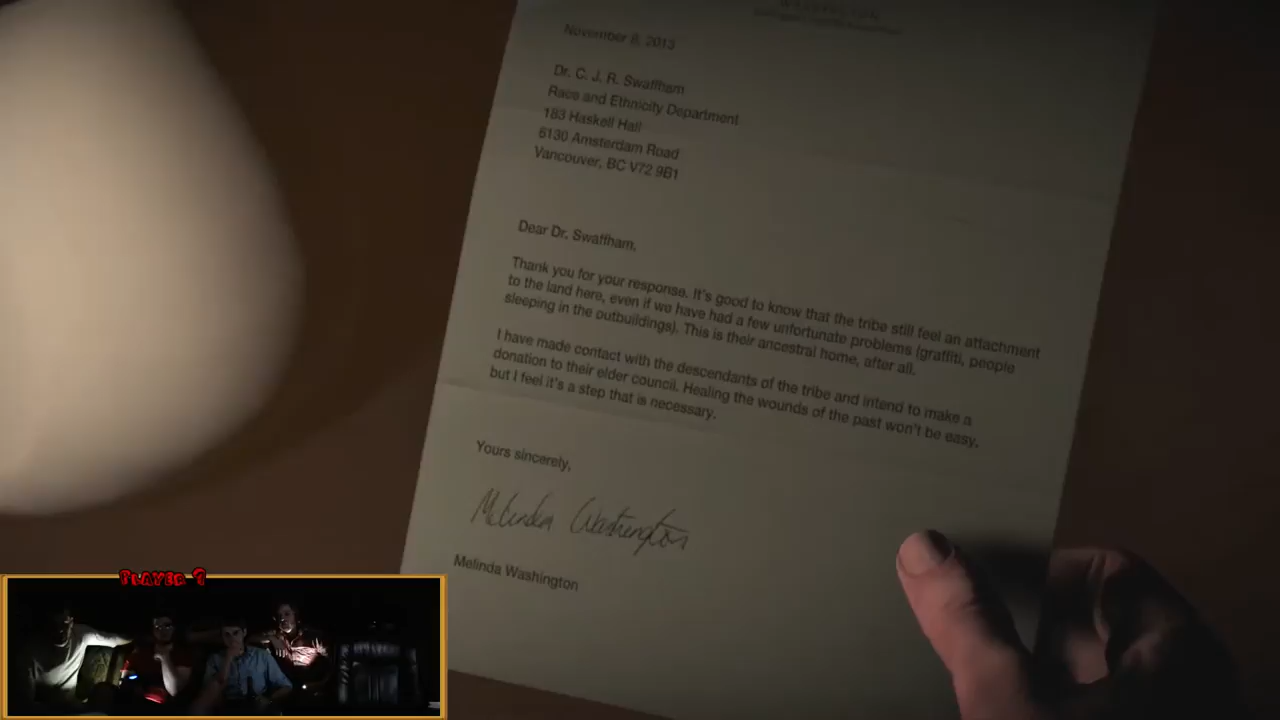 WASHINGTON
November 8, 2013
Dr. C. J. R. Swaffham
Race and Ethnicity Department
183 Haskell Hall
6130 Amsterdam Road
Vancouver, BC V72 9B1
Dear Dr. Swaffham,
Thank you for your response. It's good to know that the tribe still feel an attachment
to the land here, even if we have had a few unfortunate problems (graffiti, people
sleeping in the outbuildings). This is their ancestral home, after all.
I have made contact with the descendants of the tribe and intend to make a
donation to their elder council. Healing the wounds of the past won't be easy,
but I feel it's a step that is necessary.
Yours sincerely,
Melinda Washington
Melinda Washington
Player ?